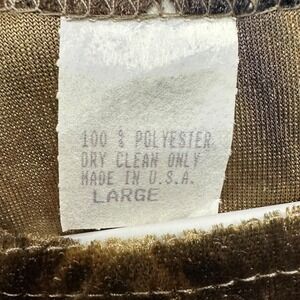 100 % POLYESTER
DRY CLEAN ONLY
MADE IN U.S.A.
LARGE